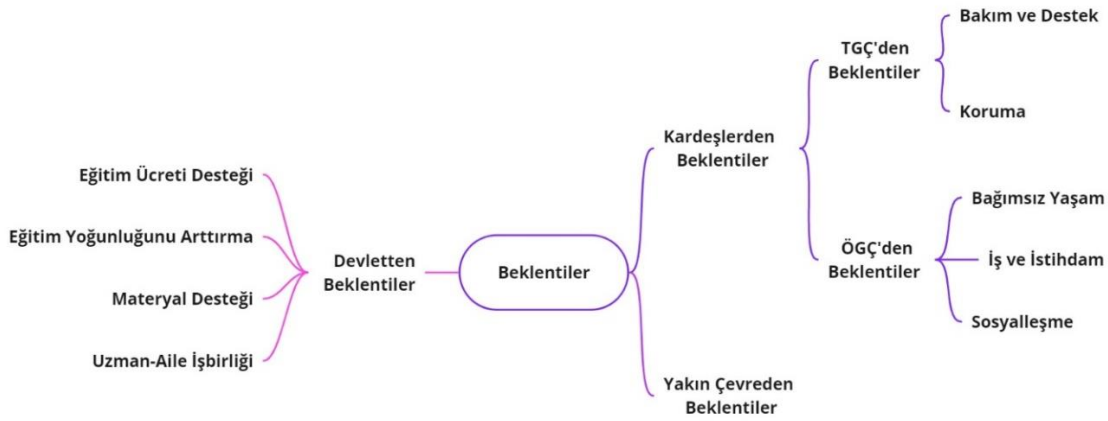 Eğitim Ücreti Desteği
Eğitim Yoğunluğunu Arttırma
Materyal Desteği
Uzman-Aile İşbirliği
Devletten
Beklentiler
Beklentiler
Kardeşlerden
Beklentiler
TGÇ'den
Beklentiler
Bakım ve Destek
Koruma
ÖGÇ'den
Beklentiler
Bağımsız Yaşam
İş ve İstihdam
Sosyalleşme
Yakın Çevreden
Beklentiler